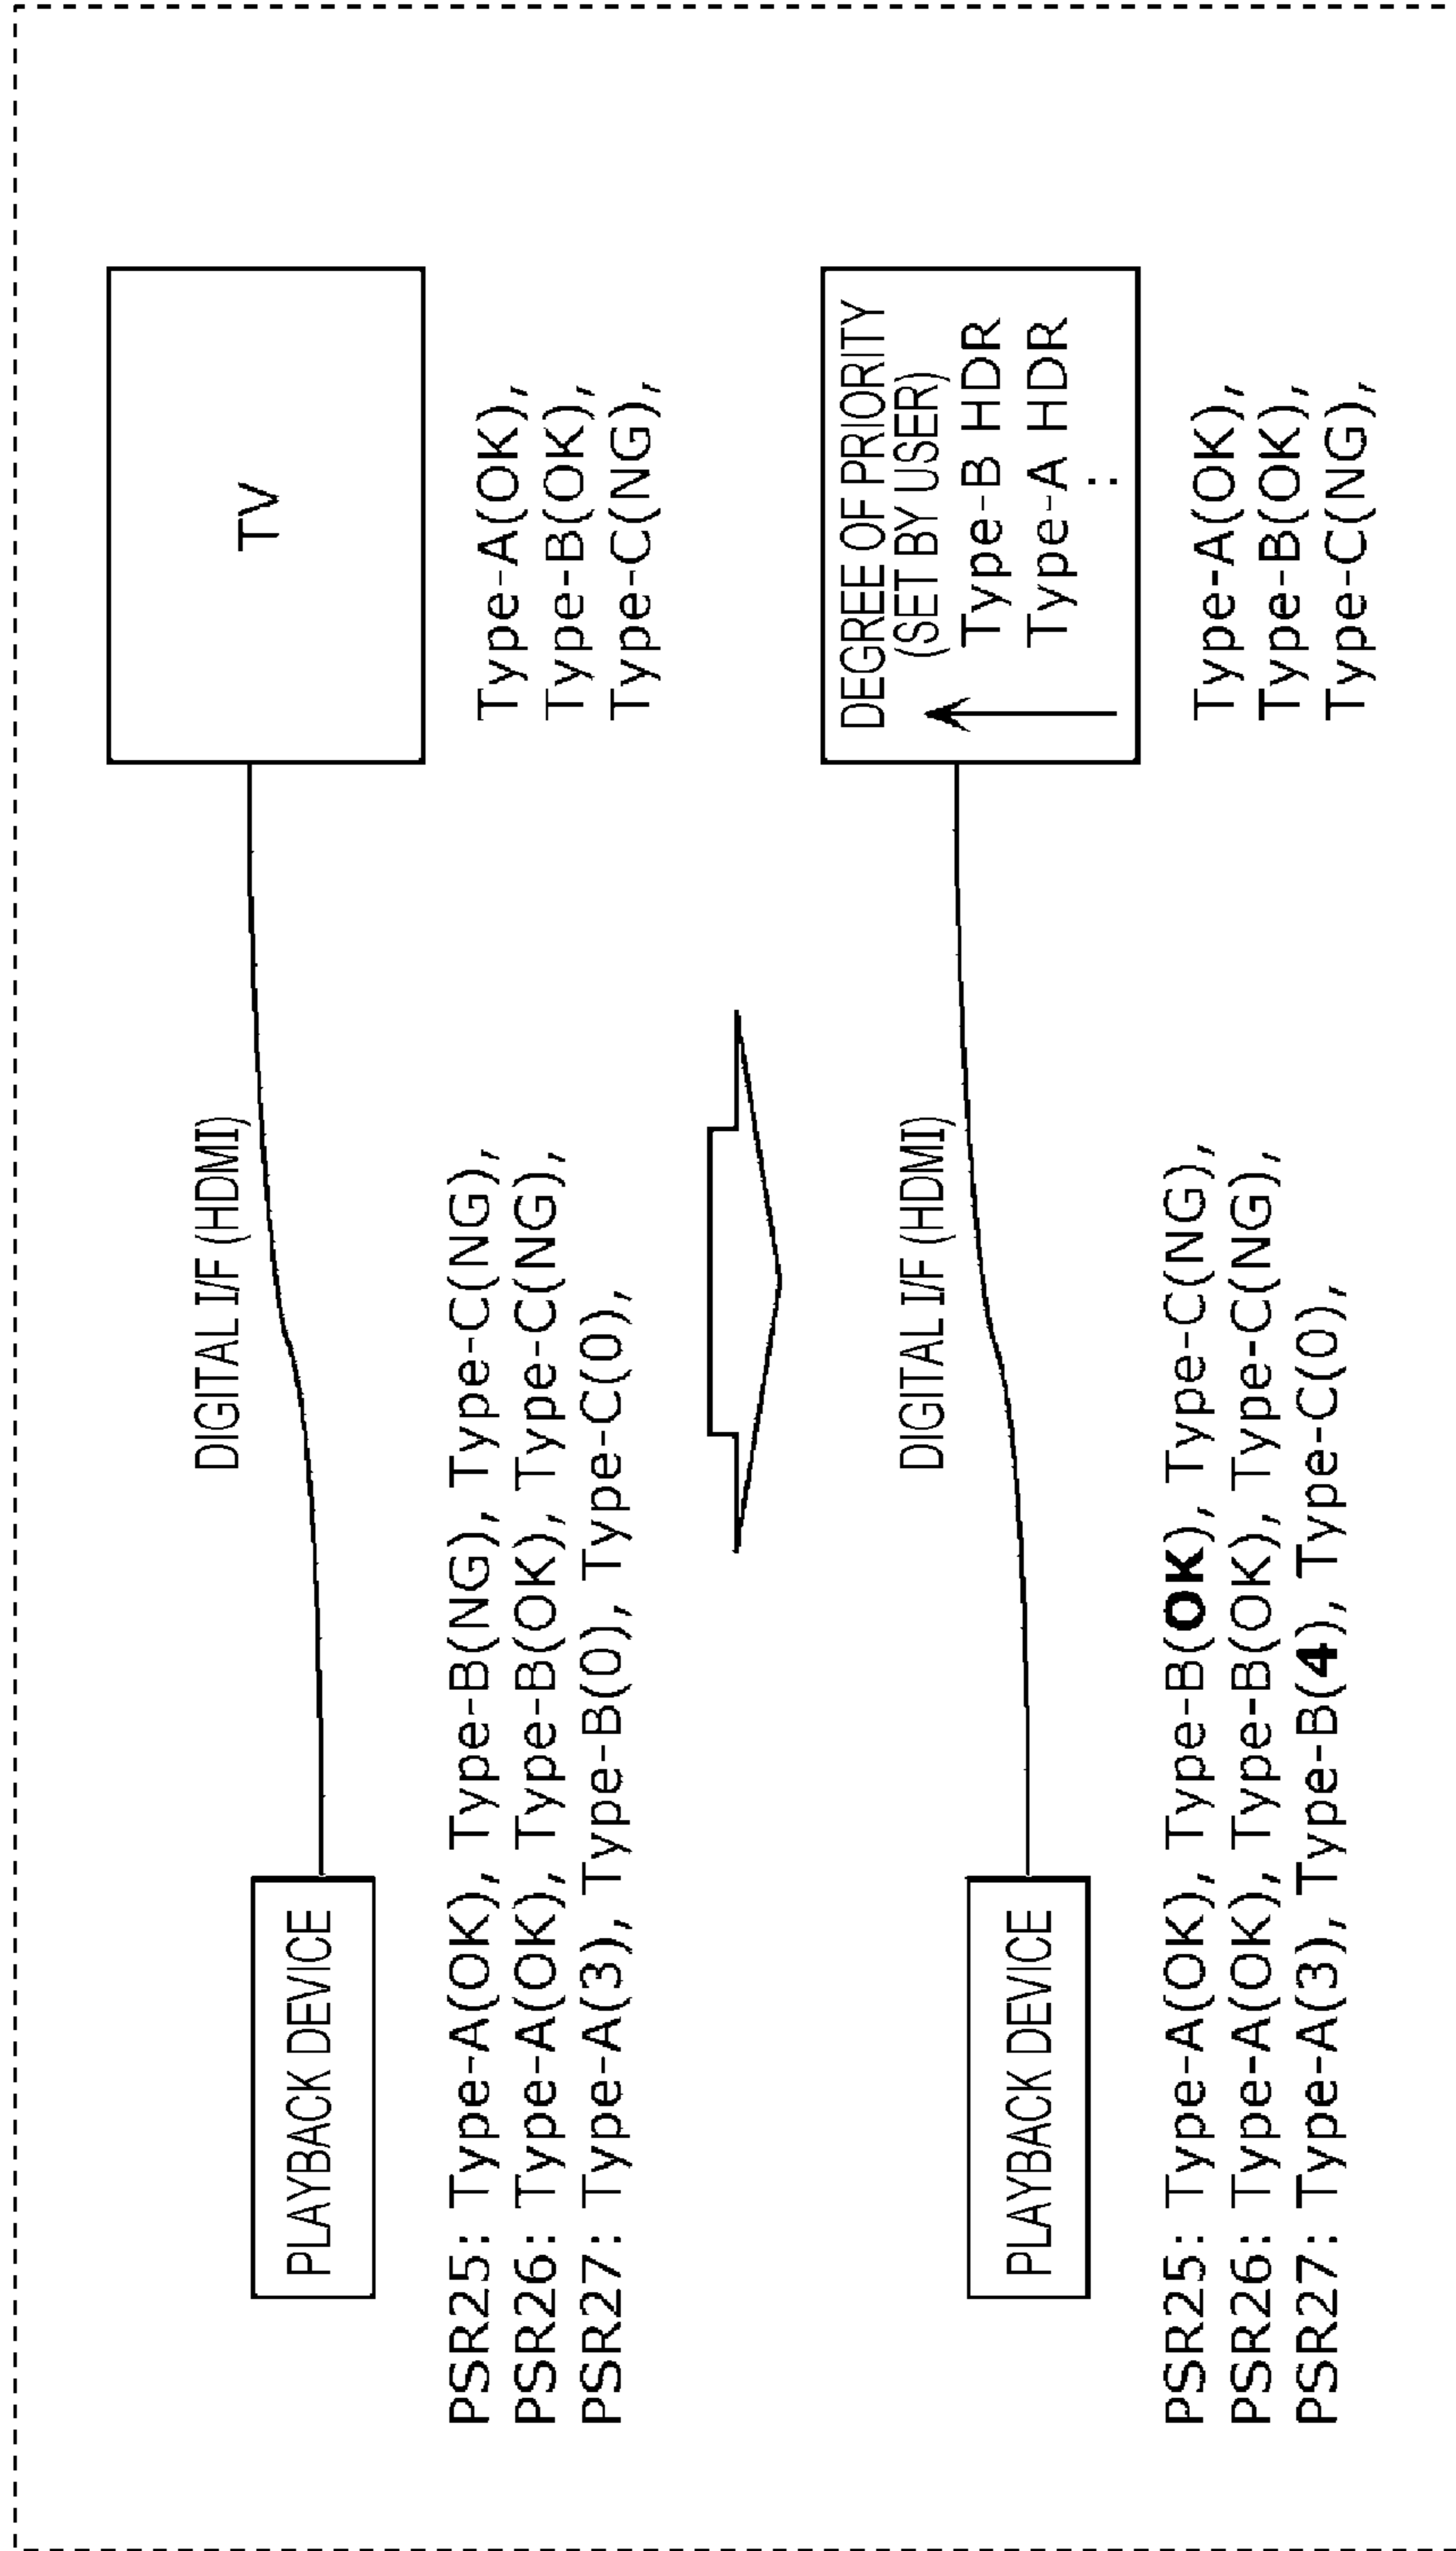 DIGITAL I/F (HDMI)
PLAYBACK DEVICE
TV
PSR25: Type-A(OK), Type-B(NG), Type-C(NG),
PSR26: Type-A(OK), Type-B(OK), Type-C(NG),
PSR27: Type-A(3), Type-B(0), Type-C(0),
Type-A(OK),
Type-B(OK),
Type-C(NG),
DIGITAL I/F (HDMI)
PLAYBACK DEVICE
DEGREE OF PRIORITY
(SET BY USER)
Type-B HDR
Type-A HDR
:
PSR25: Type-A(OK), Type-B(OK), Type-C(NG),
PSR26: Type-A(OK), Type-B(OK), Type-C(NG),
PSR27: Type-A(3), Type-B(4), Type-C(0),
Type-A(OK),
Type-B(OK),
Type-C(NG),